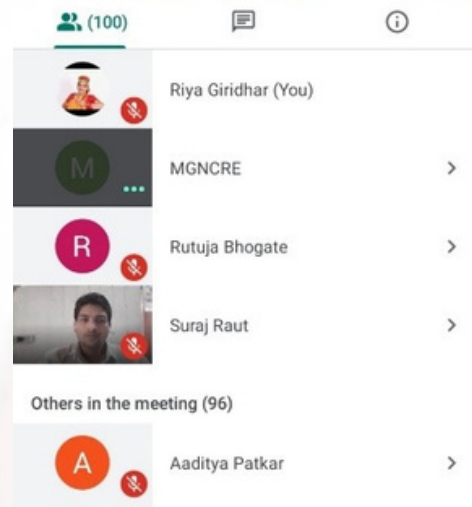 (100)
Riya Giridhar (You)
M
MGNCRE
R
Rutuja Bhogate
Suraj Raut
Others in the meeting (96)
A
Aaditya Patkar